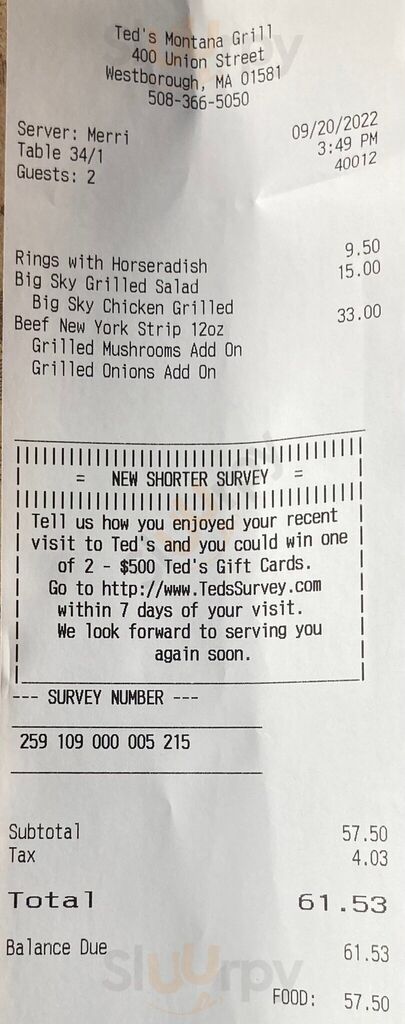 Ted's Montana Grill
400 Union Street
Westborough, MA 01581
508-366-5050
Server: Merri 09/20/2022
Table 34/1 3:49 PM
Guests: 2 40012
Rings with Horseradish 9.50
Big Sky Grilled Salad 15.00
Big Sky Chicken Grilled
Beef New York Strip 12oz 33.00
Grilled Mushrooms Add On
Grilled Onions Add On
= NEW SHORTER SURVEY =
Tell us how you enjoyed your recent
visit to Ted's and you could win one
of 2 - $500 Ted's Gift Cards.
Go to http://www.TedsSurvey.com
within 7 days of your visit.
We look forward to serving you
again soon.
--- SURVEY NUMBER ---
259 109 000 005 215
Subtotal 57.50
Tax 4.03
Total 61.53
Balance Due 61.53
Sluurpy
FOOD: 57.50